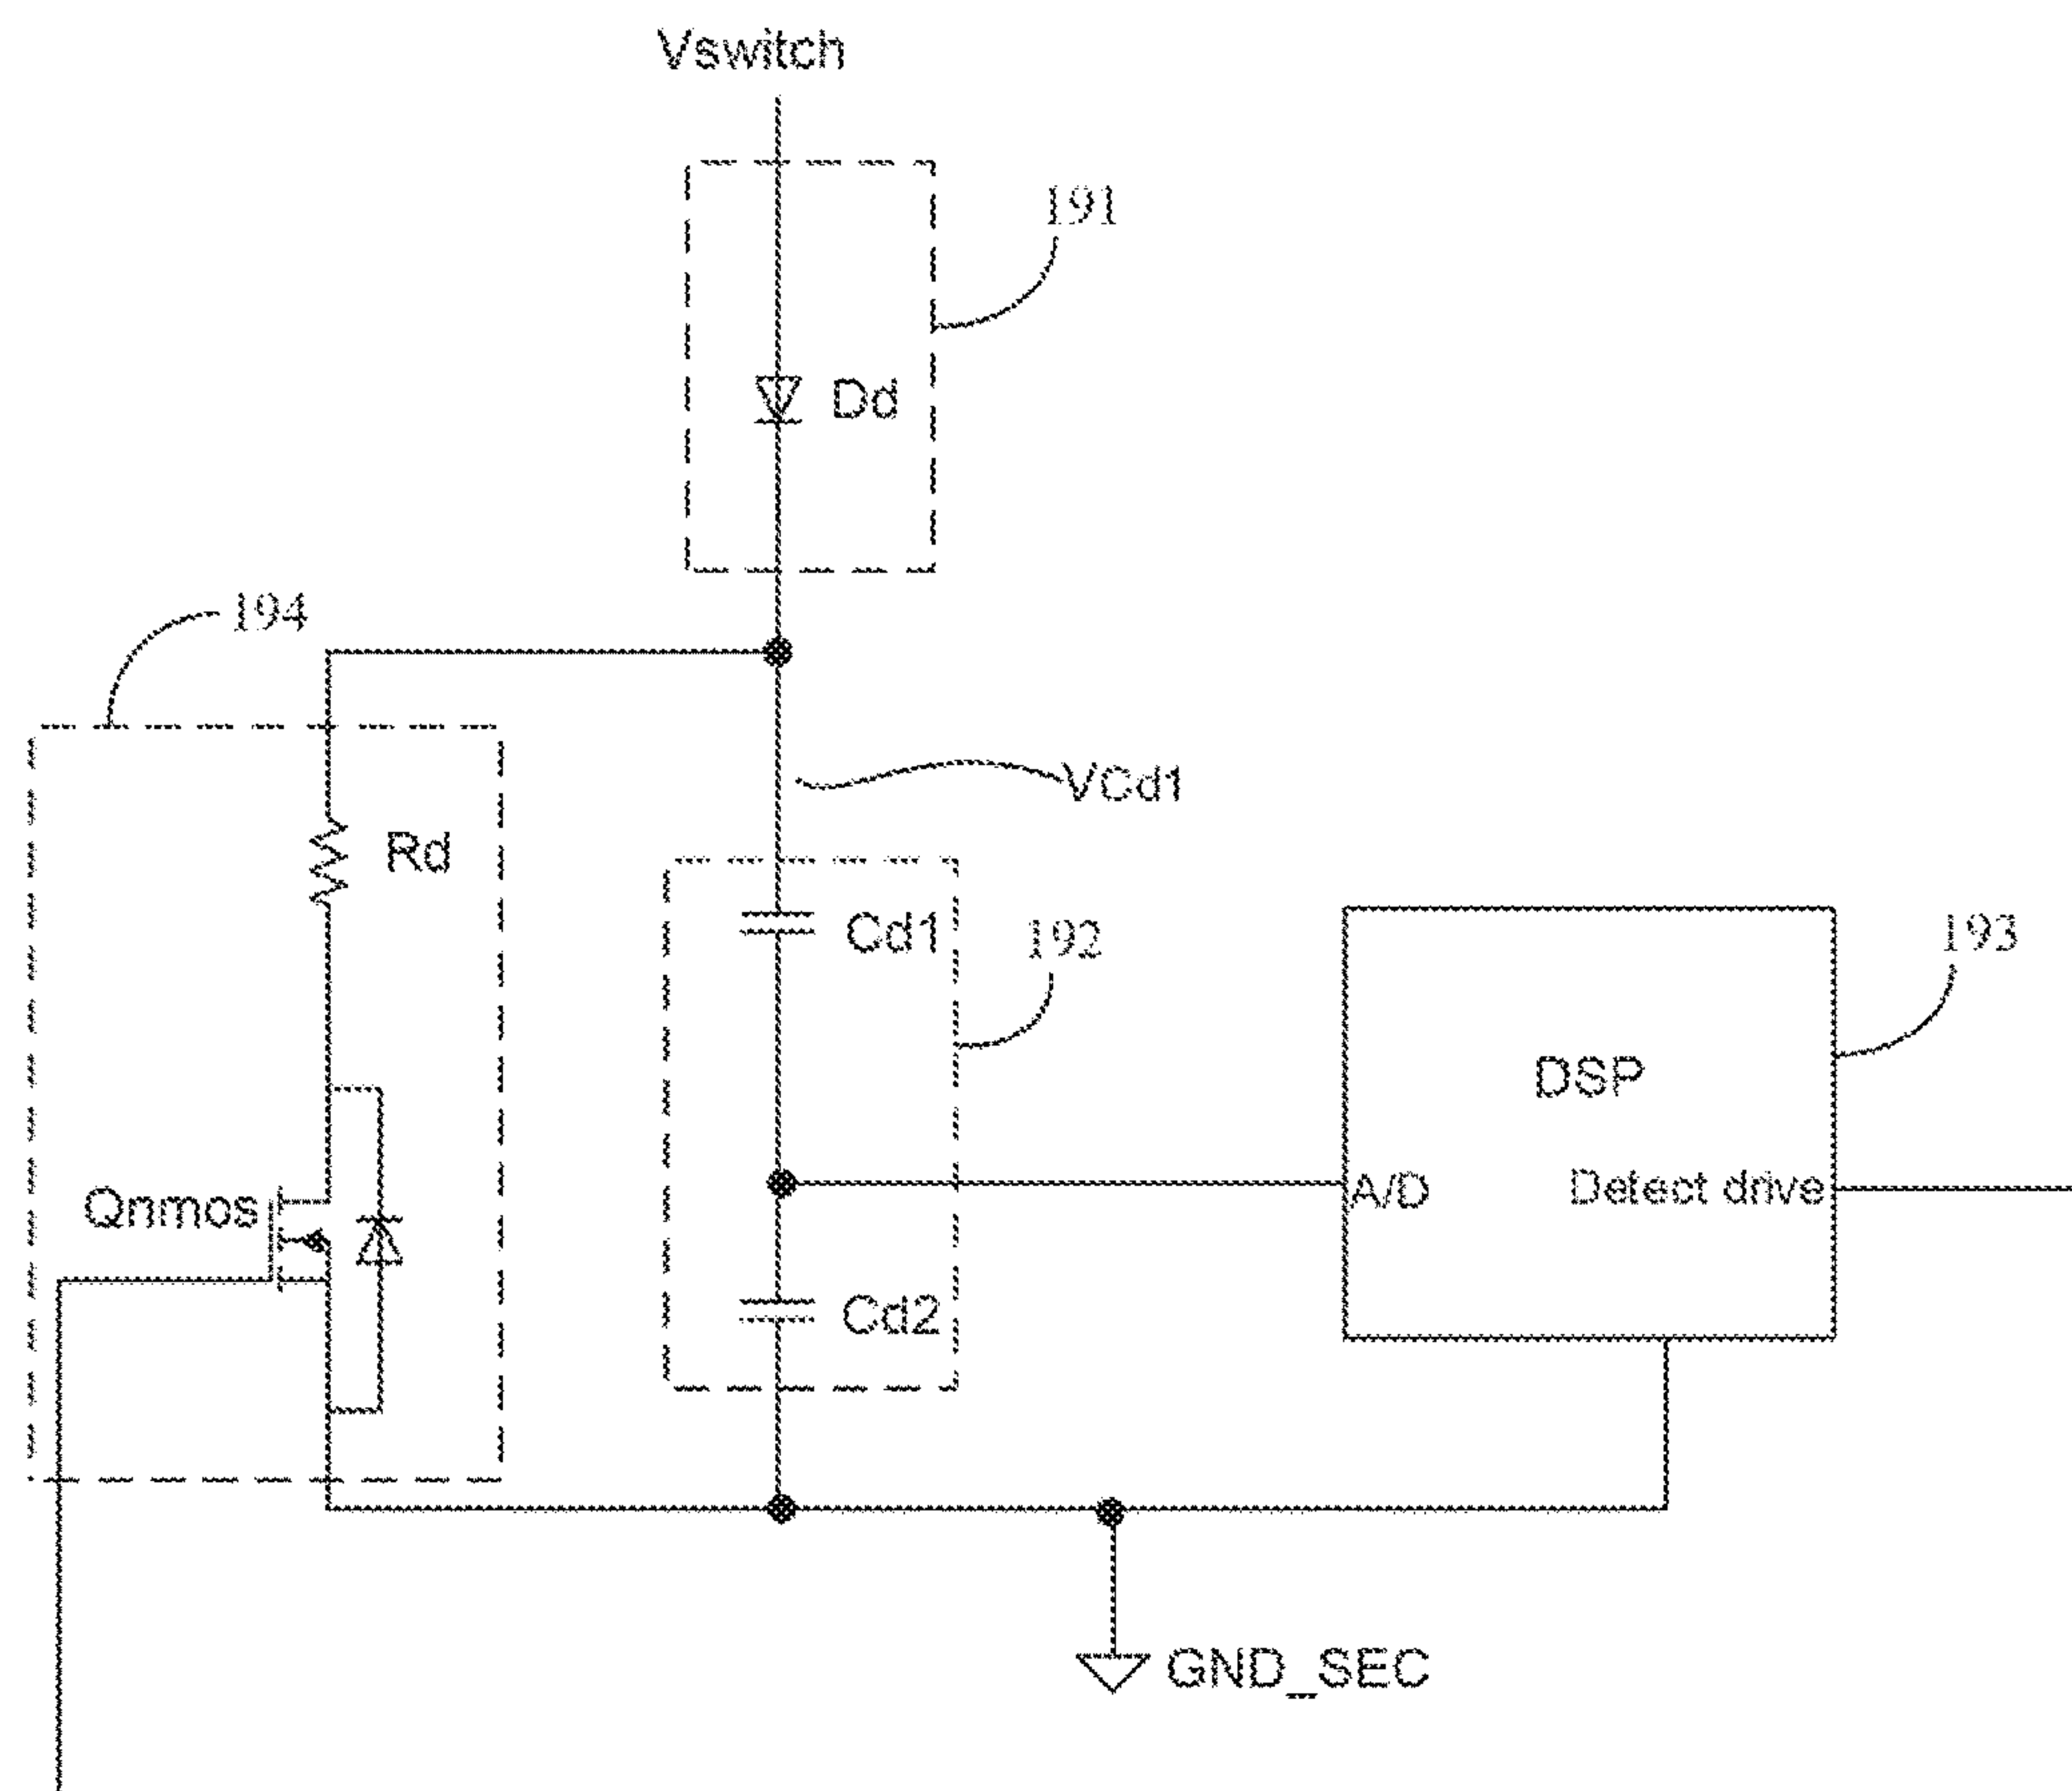 Vswitch
191
Dd
194
VCd1
Rd
Cd1
192
193
DSP
Qnmos
A/D
Detect drive
Cd2
GND_SEC